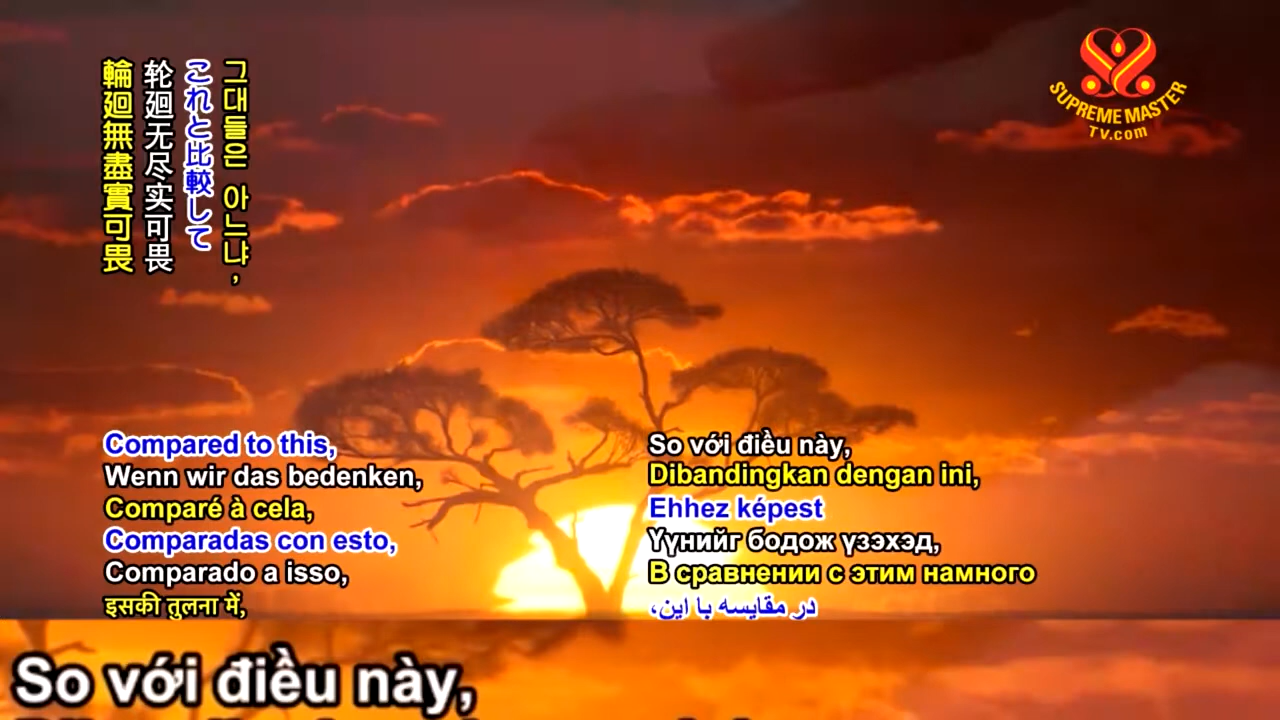 그대들은 아느냐,
これと比較して
轮廻无尽实可畏
輪廻無盡實可畏
SUPREME MASTER
TV.com
Compared to this,
Wenn wir das bedenken,
Comparé à cela,
Comparadas con esto,
Comparado a isso,
इसकी तुलना में,
So với điều này,
Dibandingkan dengan ini,
Ehhez képest
Үүнийг бодож үзэхэд,
В сравнении с этим намного
در مقایسه با این،
So với điều này,